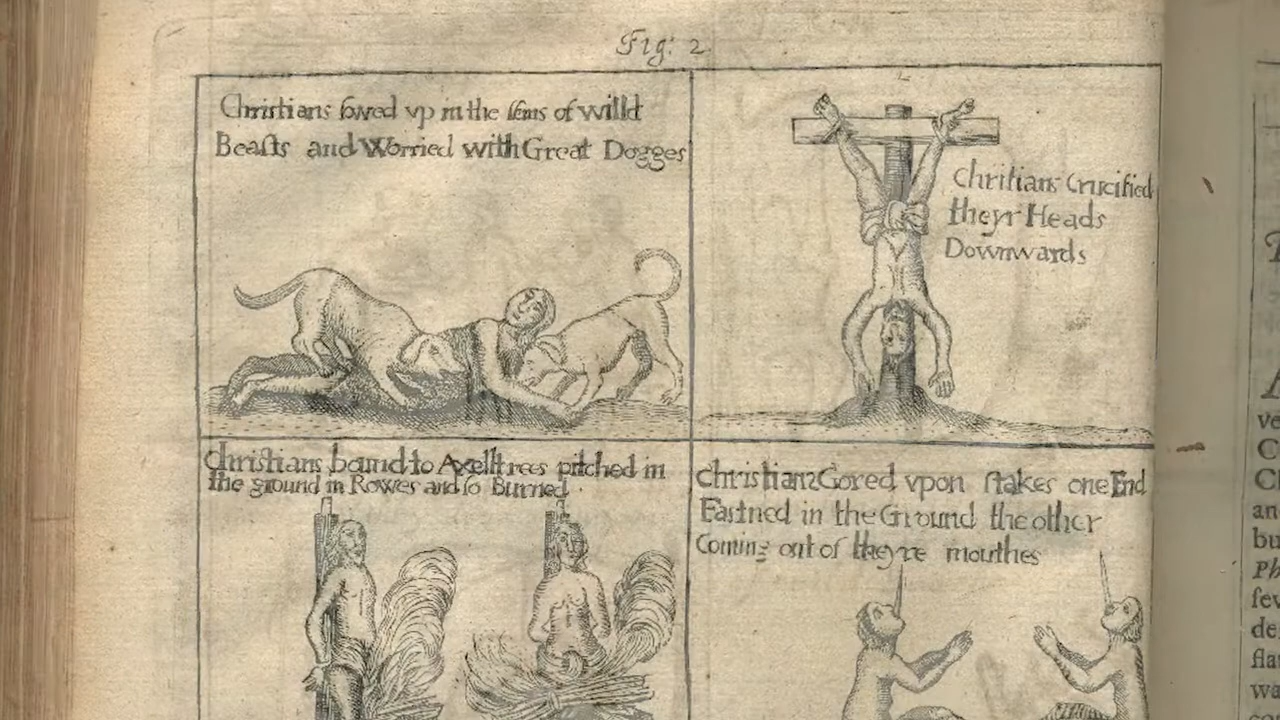 Fig: 2
Christians sowed vp in the skins of willd
Beasts and Worried with Great Dogges
Christians Crucified
theyr Heads
Downwards
Christians bound to Axelltrees pitched in
the ground in Rowes and so Burned
Christians Gored vpon stakes one End
Fastned in the Ground the other
Coming out of theyre mouthes